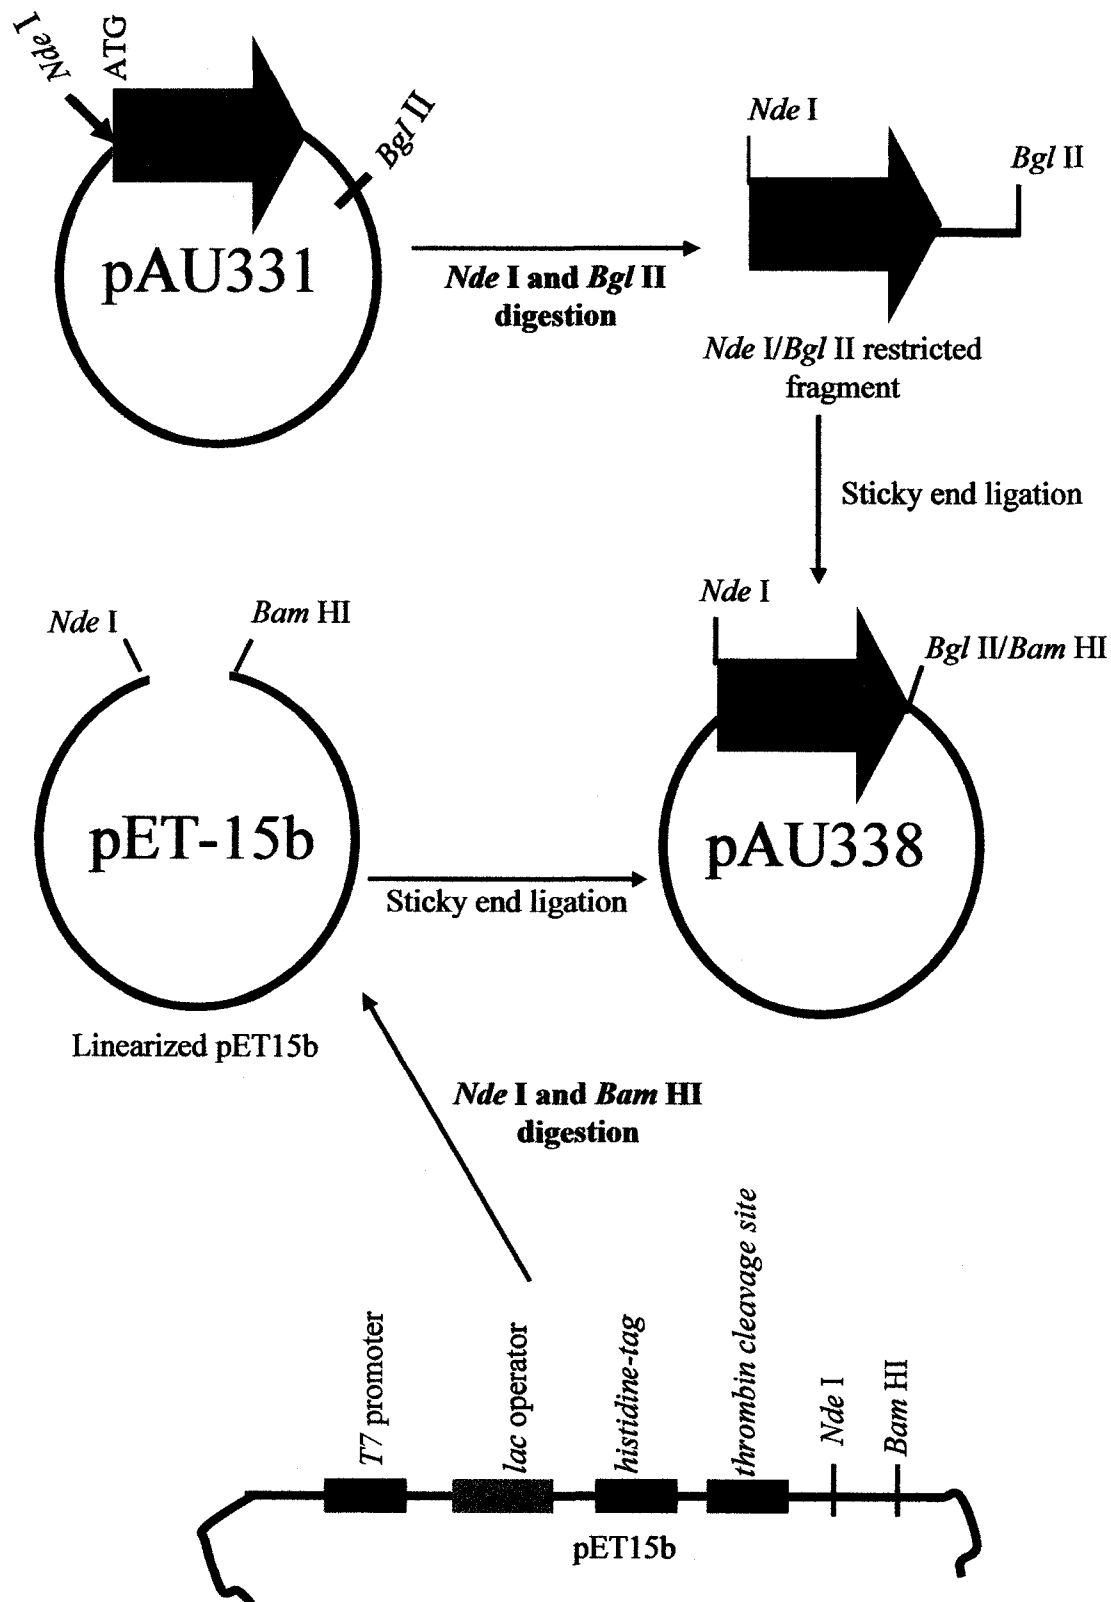 Nde I
ATG
Bgl II
pAU331
Nde I and Bgl II
digestion
Nde I
Bgl II
Nde I/Bgl II restricted
fragment
Sticky end ligation
Nde I
Bam HI
pET-15b
Linearized pET15b
Sticky end ligation
Nde I
Bgl II/Bam HI
pAU338
Nde I and Bam HI
digestion
T7 promoter
lac operator
histidine-tag
thrombin cleavage site
Nde I
Bam HI
pET15b